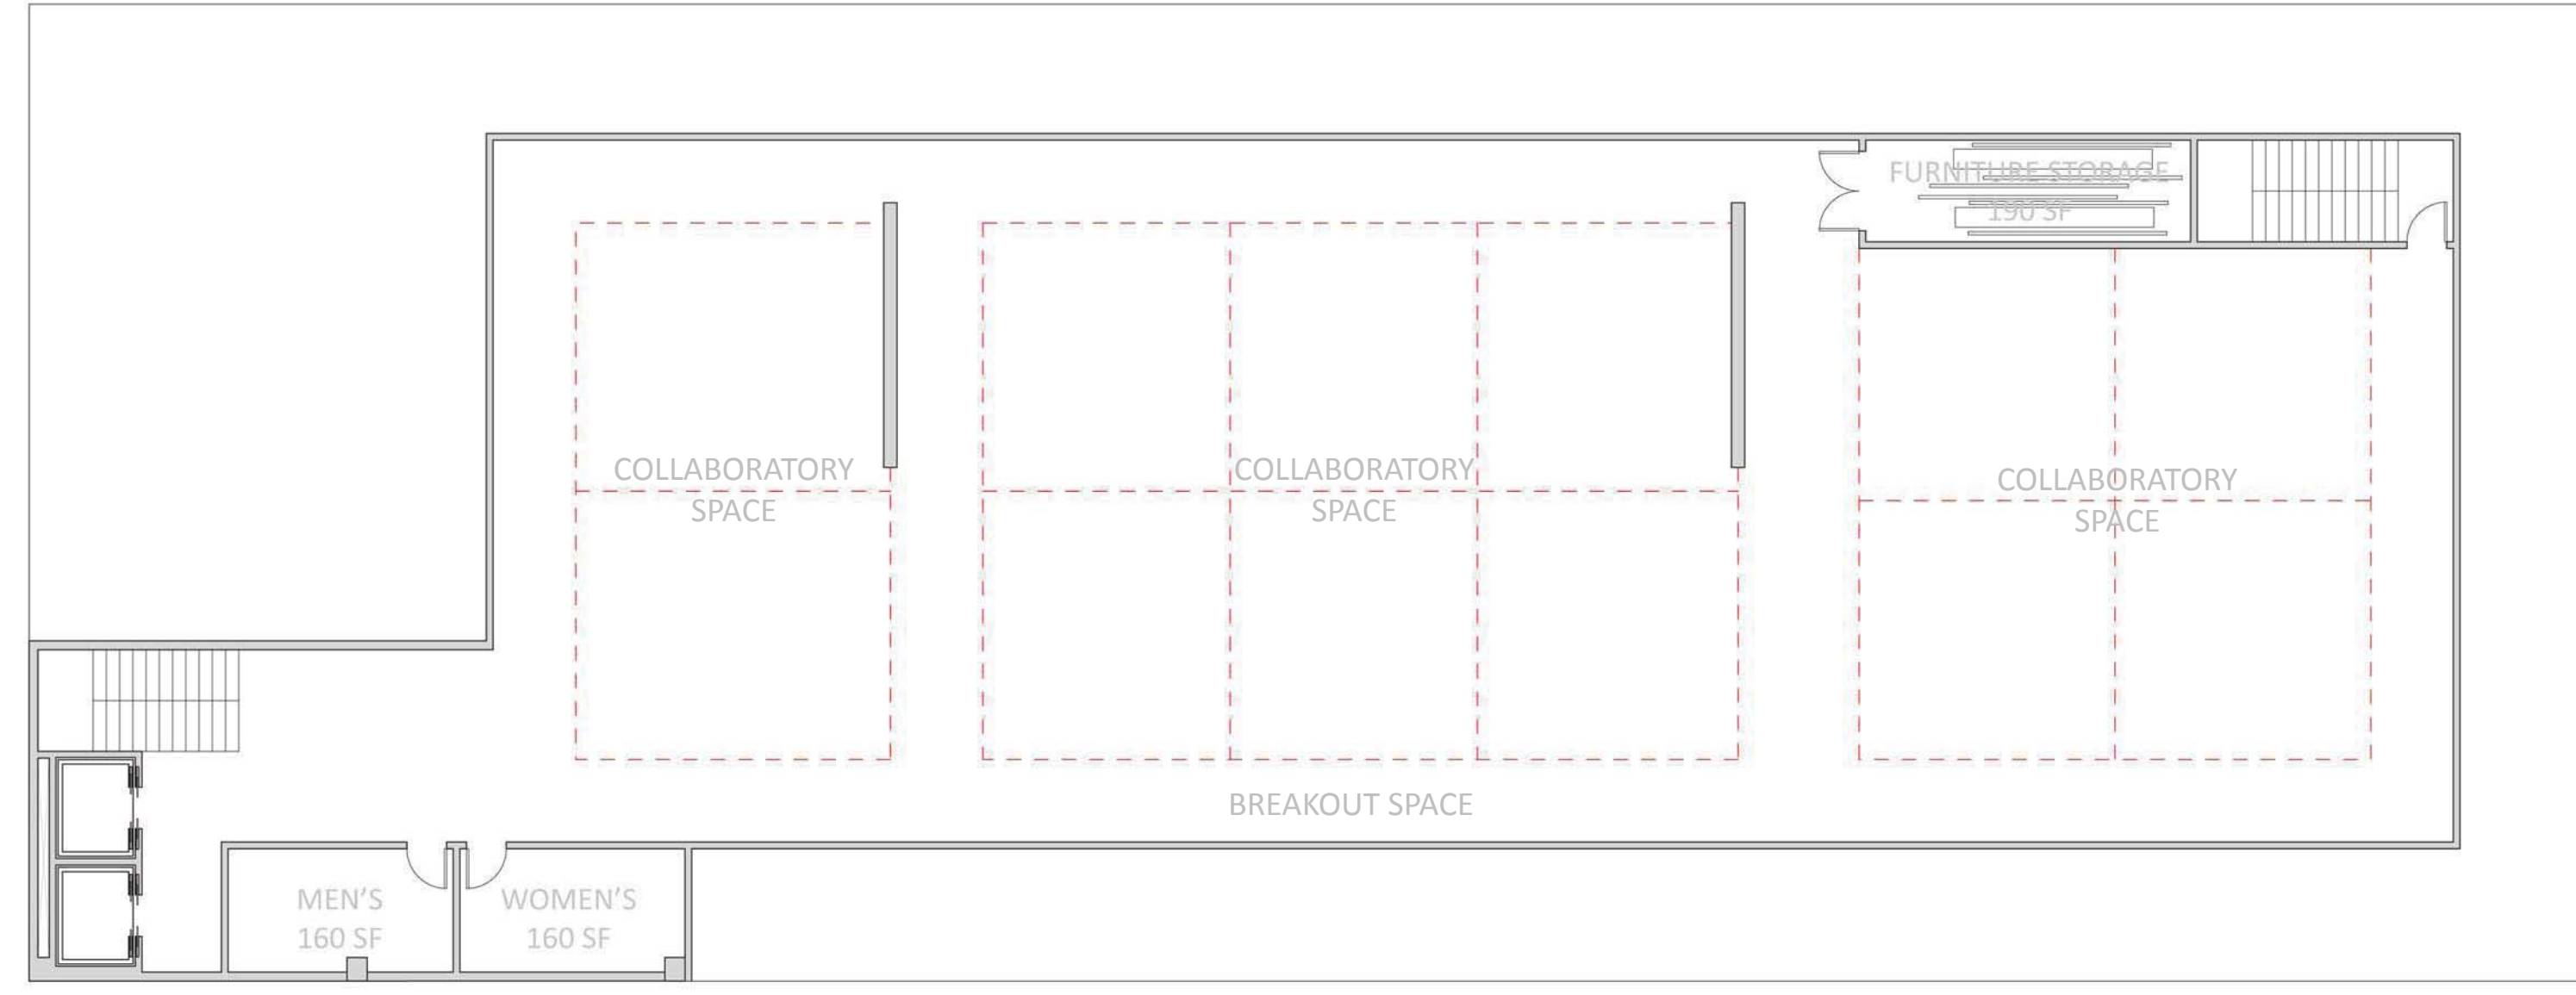 FURNITURE STORAGE
190 SF
COLLABORATORY
SPACE
COLLABORATORY
SPACE
COLLABORATORY
SPACE
BREAKOUT SPACE
MEN'S
160 SF
WOMEN'S
160 SF